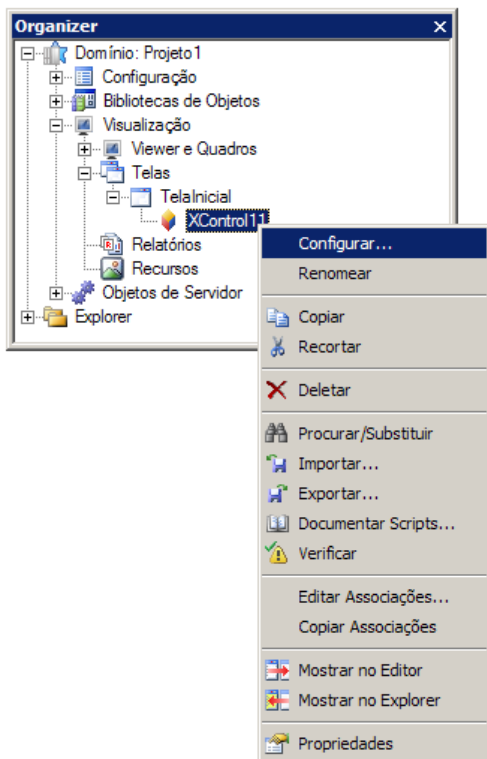 Organizer
Domínio: Projeto1
Configuração
Bibliotecas de Objetos
Visualização
Viewer e Quadros
Telas
TelaInicial
XControl11
Relatórios
Recursos
Objetos de Servidor
Explorer
Configurar...
Renomear
Copiar
Recortar
Deletar
Procurar/Substituir
Importar...
Exportar...
Documentar Scripts...
Verificar
Editar Associações...
Copiar Associações
Mostrar no Editor
Mostrar no Explorer
Propriedades